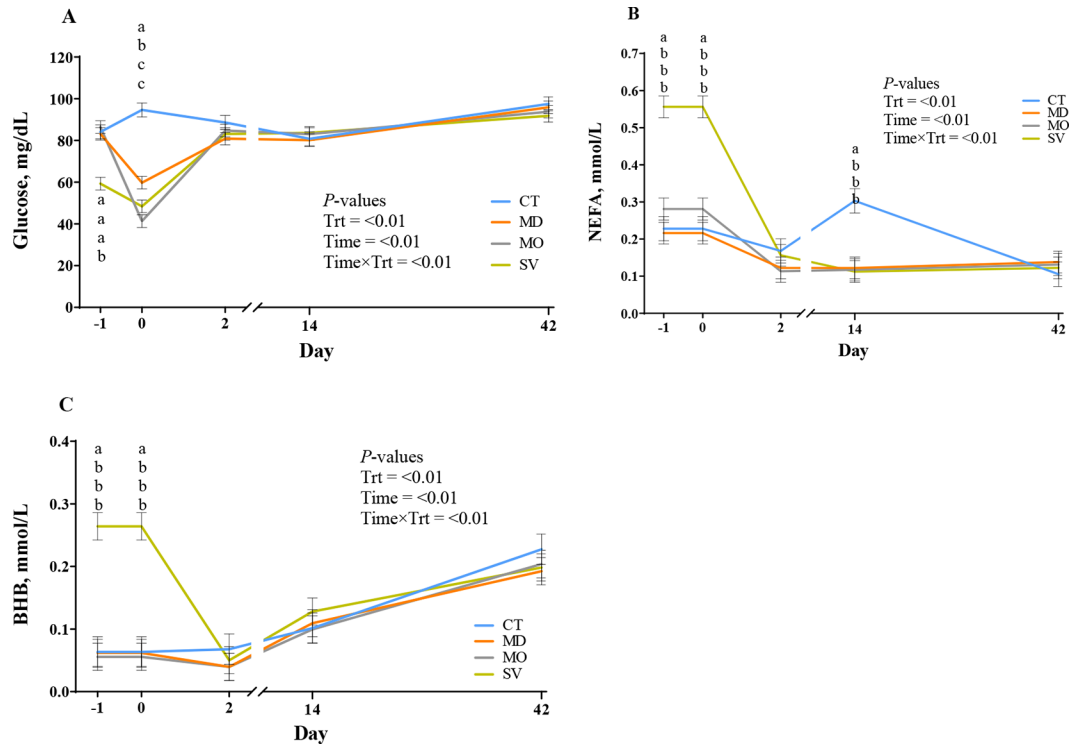 A
a
b
c
c
120
100
80
60
40
20
0
Glucose, mg/dL
a
a
a
b
P-values
Trt = <0.01
Time = <0.01
Time×Trt = <0.01
CT
MD
MO
SV
-1
0
2
14
42
Day
B
a
b
b
b
a
b
b
b
0.7
0.6
0.5
0.4
0.3
0.2
0.1
0.0
NEFA, mmol/L
P-values
Trt = <0.01
Time = <0.01
Time×Trt = <0.01
CT
MD
MO
SV
a
b
b
b
-1
0
2
14
42
Day
C
0.4
0.3
0.2
0.1
0.0
BHB, mmol/L
a
b
b
b
a
b
b
b
P-values
Trt = <0.01
Time = <0.01
Time×Trt = <0.01
CT
MD
MO
SV
-1
0
2
14
42
Day